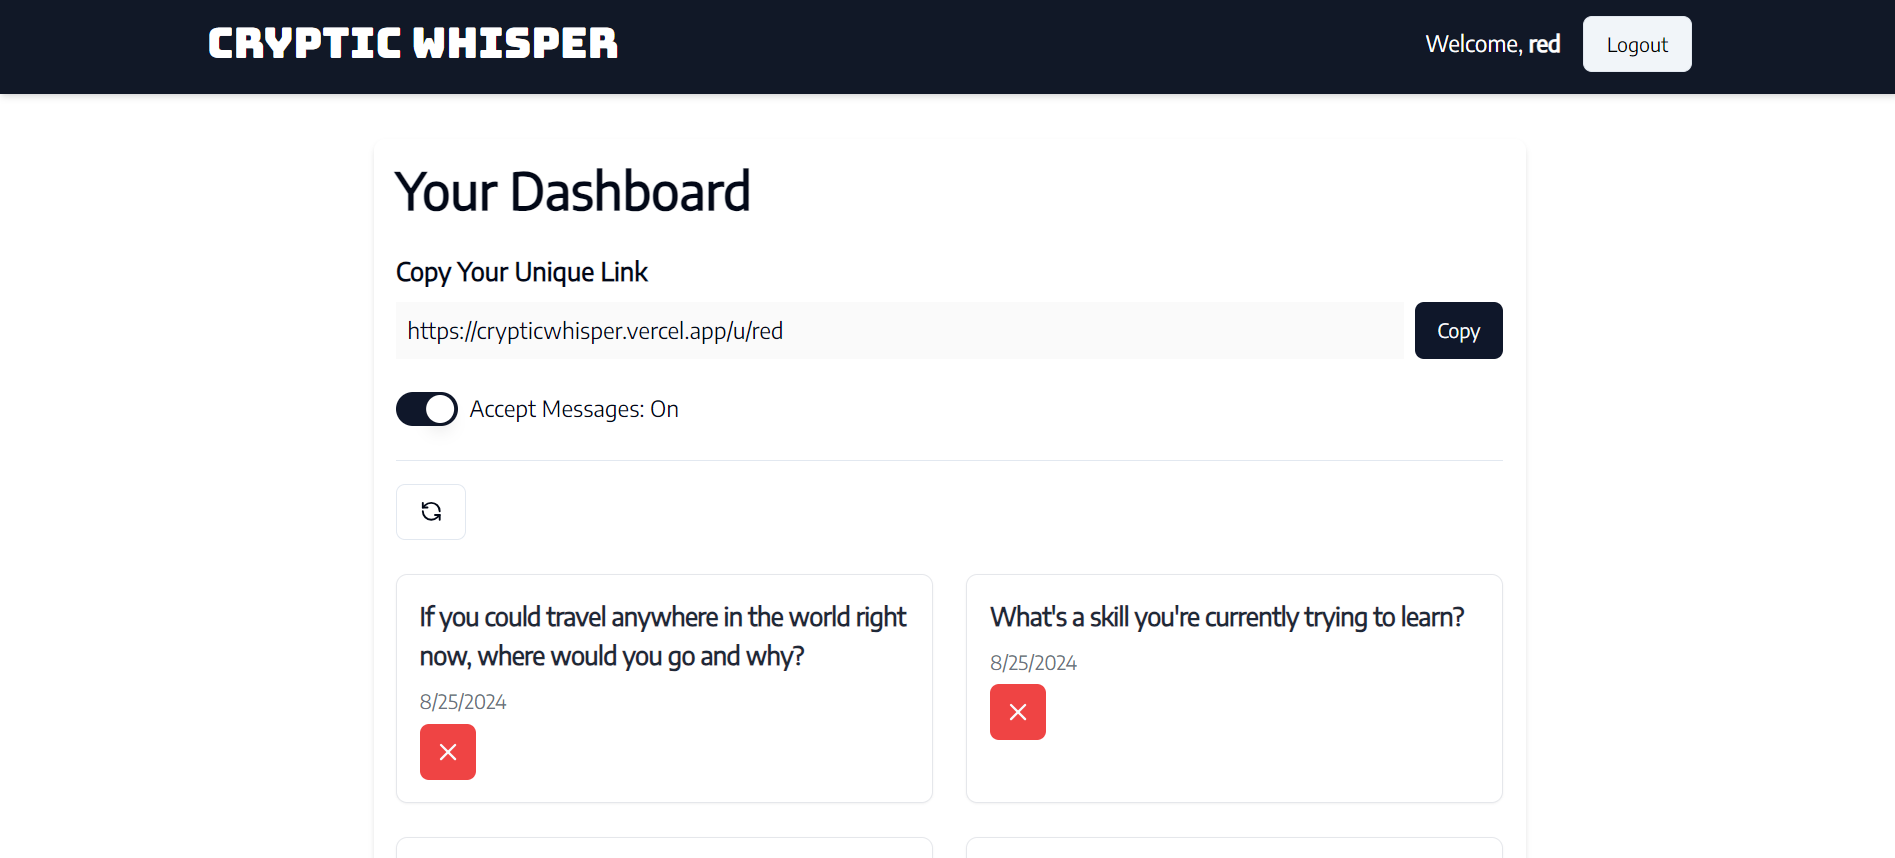 CRYPTIC WHISPER
Welcome, red
Logout
Your Dashboard
Copy Your Unique Link
https://crypticwhisper.vercel.app/u/red
Copy
Accept Messages: On
If you could travel anywhere in the world right
now, where would you go and why?
8/25/2024
What's a skill you're currently trying to learn?
8/25/2024